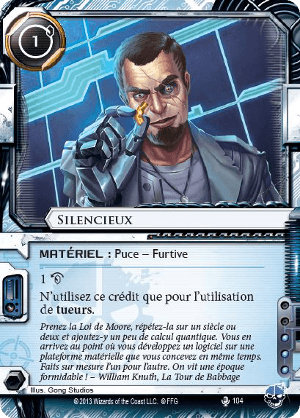 1
SILENCIEUX
MATÉRIEL : Puce – Furtive
1
N'utilisez ce crédit que pour l'utilisation
de tueurs.
Prenez la Loi de Moore, répétez-la sur un siècle ou
deux et ajoutez-y un peu de calcul quantique. Vous en
arrivez au point où vous développez un logiciel sur une
plateforme matérielle que vous concevez en même temps.
Faits sur mesure l'un pour l'autre. On vit une époque
formidable ! – William Knuth, La Tour de Babbage
Illus. Gong Studios
©2013 Wizards of the Coast LLC. © FFG 104